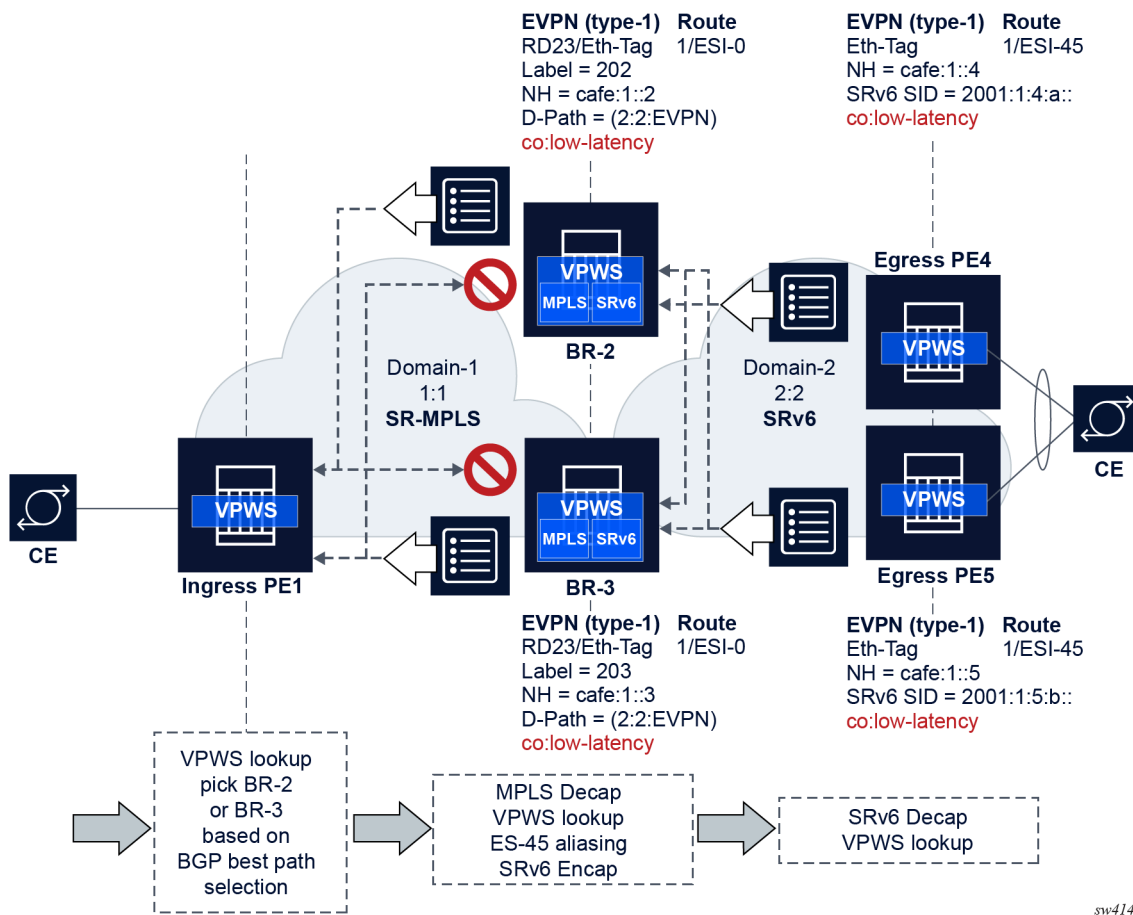 EVPN (type-1) Route
RD23/Eth-Tag 1/ESI-0
Label = 202
NH = cafe:1::2
D-Path = (2:2:EVPN)
co:low-latency
EVPN (type-1) Route
Eth-Tag 1/ESI-45
NH = cafe:1::4
SRv6 SID = 2001:1:4:a::
co:low-latency
VPWS
MPLS SRv6
BR-2
Egress PE4
VPWS
Domain-1
1:1
SR-MPLS
Domain-2
2:2
SRv6
CE
VPWS
Ingress PE1
CE
VPWS
MPLS SRv6
BR-3
VPWS
Egress PE5
EVPN (type-1) Route
RD23/Eth-Tag 1/ESI-0
Label = 203
NH = cafe:1::3
D-Path = (2:2:EVPN)
co:low-latency
EVPN (type-1) Route
Eth-Tag 1/ESI-45
NH = cafe:1::5
SRv6 SID = 2001:1:5:b::
co:low-latency
VPWS lookup
pick BR-2
or BR-3
based on
BGP best path
selection
MPLS Decap
VPWS lookup
ES-45 aliasing
SRv6 Encap
SRv6 Decap
VPWS lookup
sw414